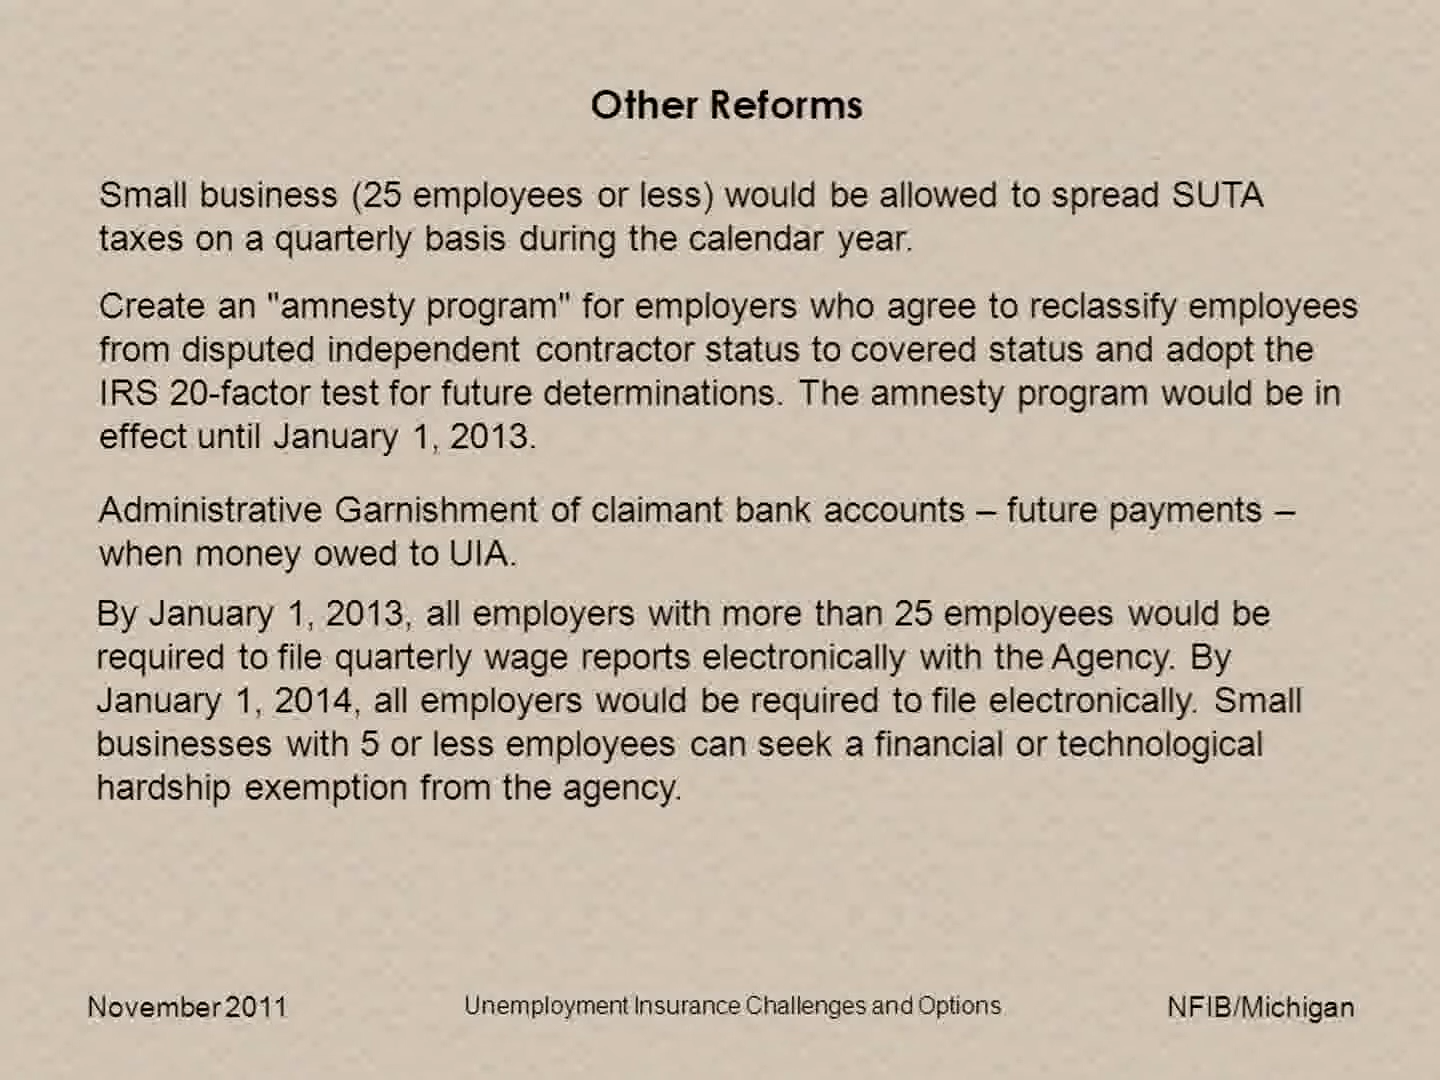 Other Reforms
Small business (25 employees or less) would be allowed to spread SUTA
taxes on a quarterly basis during the calendar year.
Create an "amnesty program" for employers who agree to reclassify employees
from disputed independent contractor status to covered status and adopt the
IRS 20-factor test for future determinations. The amnesty program would be in
effect until January 1, 2013.
Administrative Garnishment of claimant bank accounts – future payments –
when money owed to UIA.
By January 1, 2013, all employers with more than 25 employees would be
required to file quarterly wage reports electronically with the Agency. By
January 1, 2014, all employers would be required to file electronically. Small
businesses with 5 or less employees can seek a financial or technological
hardship exemption from the agency.
November 2011 Unemployment Insurance Challenges and Options NFIB/Michigan